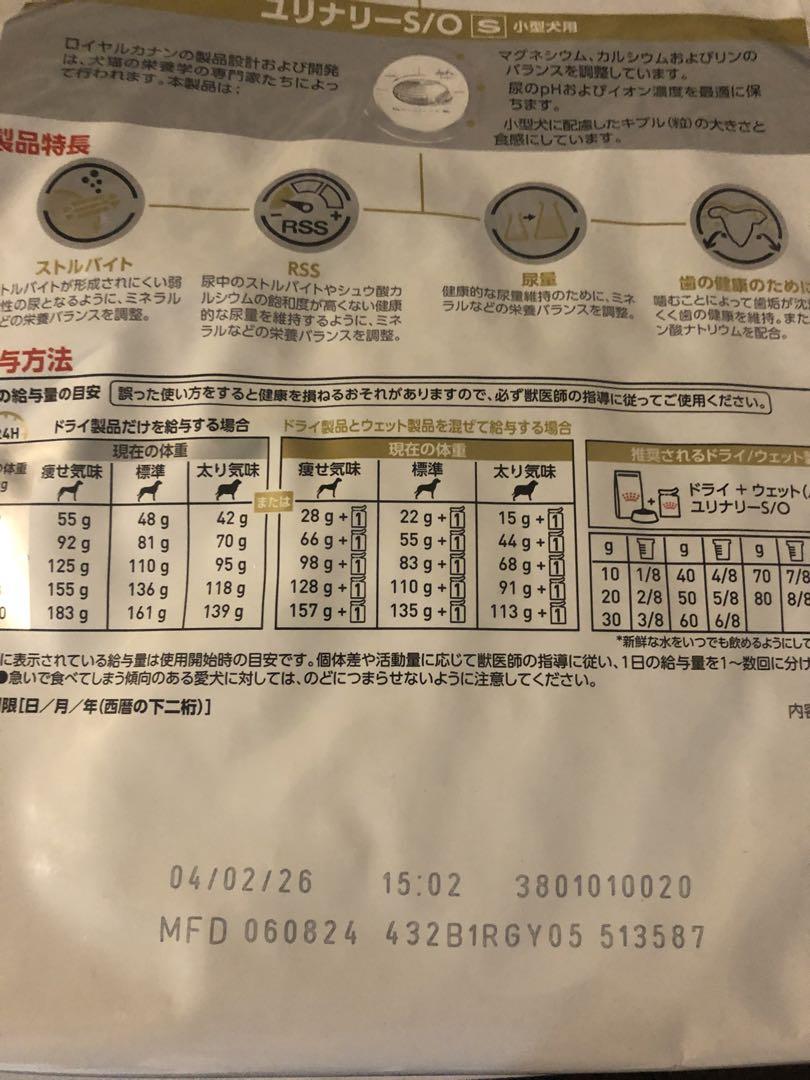 ユリナリーS/O S 小型犬用
ロイヤルカナンの製品設計および開発
は、犬猫の栄養学の専門家たちによっ
て行われます。本製品は:
マグネシウム、カルシウムおよびリンの
バランスを調整しています。
尿のpHおよびイオン濃度を最適に保
ちます。
小型犬に配慮したキブル(粒)の大きさと
食感にしています。
製品特長
RSS
ストルバイト
トルバイトが形成されにくい弱
性の尿となるように、ミネラル
どの栄養バランスを調整。
RSS
尿中のストルバイトやシュウ酸カ
ルシウムの飽和度が高くない健康
的な尿量を維持するように、ミネ
ラルなどの栄養バランスを調整。
尿量
健康的な尿量維持のために、ミネ
ラルなどの栄養バランスを調整。
歯の健康のために
噛むことによって歯垢が沈
くく歯の健康を維持。また
ン酸ナトリウムを配合。
与方法
の給与量の目安 誤った使い方をすると健康を損ねるおそれがありますので、必ず獣医師の指導に従ってご使用ください。
24H ドライ製品だけを給与する場合
現在の体重
体重 痩せ気味 標準 太り気味
g
55 g 48 g 42 g
92 g 81 g 70 g
125 g 110 g 95 g
155 g 136 g 118 g
0 183 g 161 g 139 g
または
ドライ製品とウェット製品を混ぜて給与する場合
現在の体重
痩せ気味 標準 太り気味
28 g + 1 22 g + 1 15 g + 1
66 g + 1 55 g + 1 44 g + 1
98 g + 1 83 g + 1 68 g + 1
128 g + 1 110 g + 1 91 g + 1
157 g + 1 135 g + 1 113 g + 1
推奨されるドライ/ウェット
ドライ + ウェット(
ユリナリーS/O
g g g
10 1/8 40 4/8 70 7/8
20 2/8 50 5/8 80 8/8
30 3/8 60 6/8
*新鮮な水をいつでも飲めるようにして
に表示されている給与量は使用開始時の目安です。個体差や活動量に応じて獣医師の指導に従い、1日の給与量を1~数回に分け
●急いで食べてしまう傾向のある愛犬に対しては、のどにつまらせないように注意してください。
限[日/月/年(西暦の下二桁)]
内容
04/02/26 15:02 3801010020
MFD 060824 432B1RGY05 513587